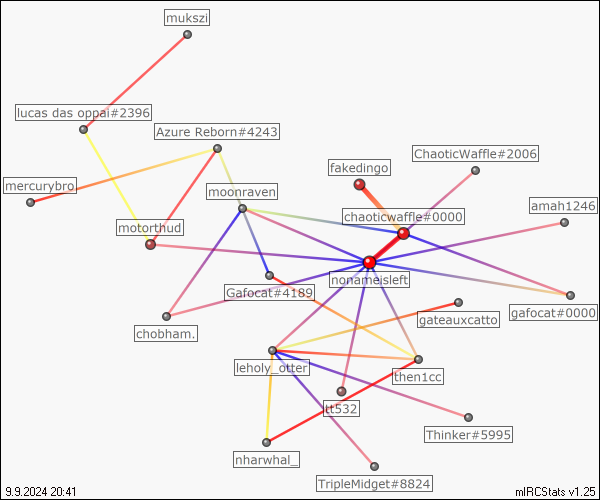 mukszi
lucas das oppai#2396
Azure Reborn#4243
ChaoticWaffle#2006
fakedingo
mercurybro.
moonraven
amah1246
chaoticwaffle#0000
motorthud
nonameisleft
Gafocat#4189
gafocat#0000
gateauxcatto
chobham.
leholy_otter
then1cc
tt532
Thinker#5995
nharwhal_
TripleMidget#8824
9.9.2024 20:41
mIRCStats v1.25